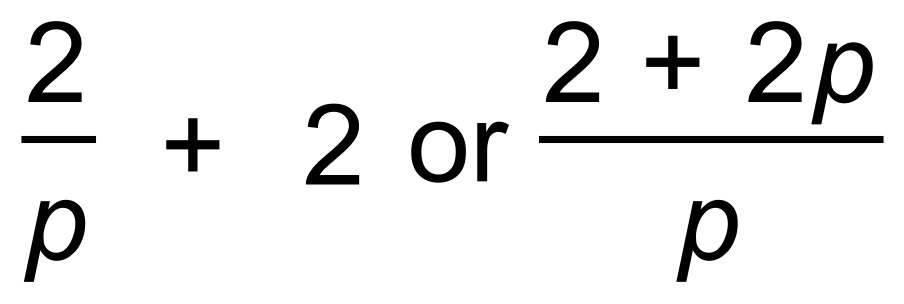 2/p + 2 or (2 + 2p)/p